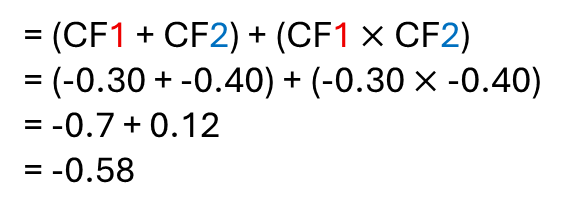 = (CF1 + CF2) + (CF1 × CF2)
= (-0.30 + -0.40) + (-0.30 × -0.40)
= -0.7 + 0.12
= -0.58